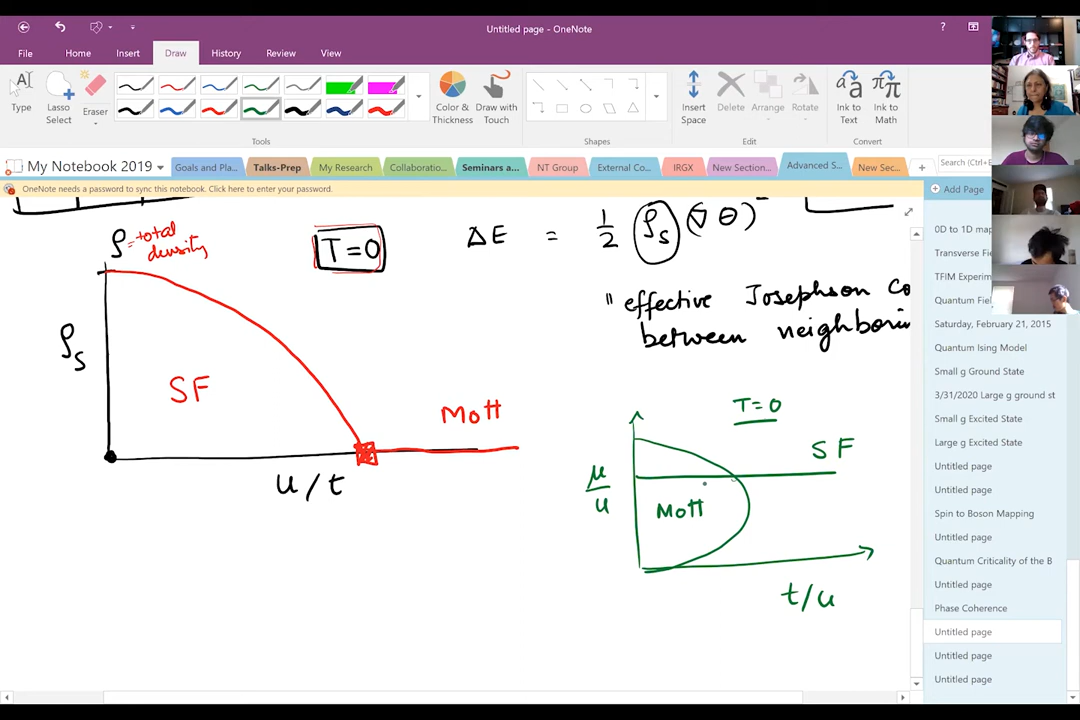 Untitled page - OneNote
?
File Home Insert Draw History Review View
Type
Lasso Select
Eraser
Color & Thickness
Draw with Touch
Insert Space
Delete
Arrange
Rotate
Ink to Text
Ink to Math
Tools
Shapes
Edit
Convert
My Notebook 2019
Goals and Pla...
Talks-Prep
My Research
Collaboratio...
Seminars a...
NT Group
External Co...
IRGX
New Section...
Advanced S...
New Sec...
Search (Ctrl+E
OneNote needs a password to sync this notebook. Click here to enter your password.
Add Page
0D to 1D map
Transverse Fi
TFIM Experim
Quantum Fiel
Saturday, February 21, 2015
Quantum Ising Model
Small g Ground State
3/31/2020 Large g ground st
Small g Excited State
Large g Excited State
Untitled page
Untitled page
Spin to Boson Mapping
Untitled page
Quantum Criticality of the B
Untitled page
Phase Coherence
Untitled page
Untitled page
Untitled page
ρ = total density
T=0
ΔE = 1/2 ρs (∇θ)
"effective Josephson co
between neighborin
ρs
SF
Mott
u/t
T=0
SF
μ/u
Mott
t/u